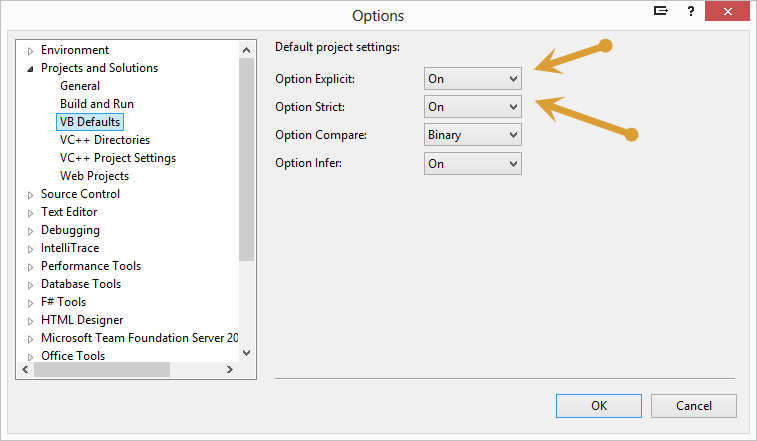 Options
?
Environment
Projects and Solutions
General
Build and Run
VB Defaults
VC++ Directories
VC++ Project Settings
Web Projects
Source Control
Text Editor
Debugging
IntelliTrace
Performance Tools
Database Tools
F# Tools
HTML Designer
Microsoft Team Foundation Server 20
Office Tools
Default project settings:
Option Explicit: On
Option Strict: On
Option Compare: Binary
Option Infer: On
OK Cancel